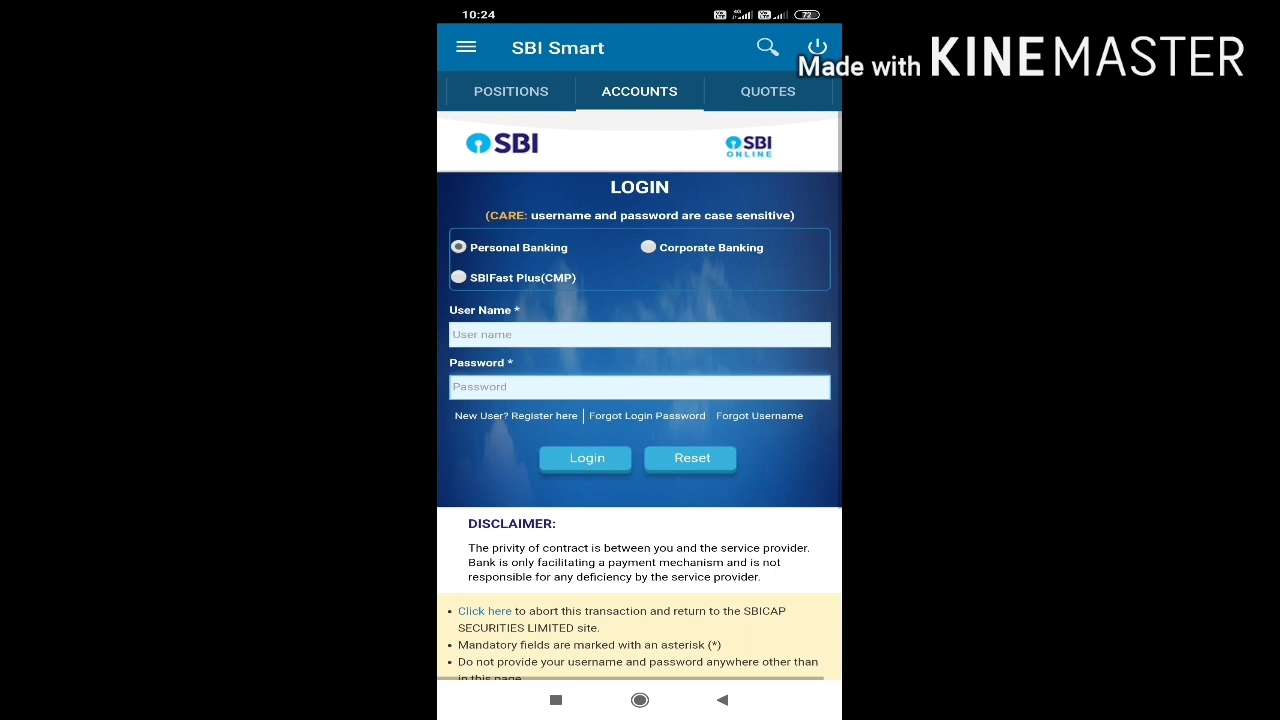 10:24
72
SBI Smart
Made with KINEMASTER
POSITIONS
ACCOUNTS
QUOTES
SBI
SBI
ONLINE
LOGIN
(CARE: username and password are case sensitive)
Personal Banking
Corporate Banking
SBIFast Plus(CMP)
User Name *
User name
Password *
Password
New User? Register here | Forgot Login Password Forgot Username
Login
Reset
DISCLAIMER:
The privity of contract is between you and the service provider.
Bank is only facilitating a payment mechanism and is not
responsible for any deficiency by the service provider.
• Click here to abort this transaction and return to the SBICAP
SECURITIES LIMITED site.
• Mandatory fields are marked with an asterisk (*)
• Do not provide your username and password anywhere other than
in this page